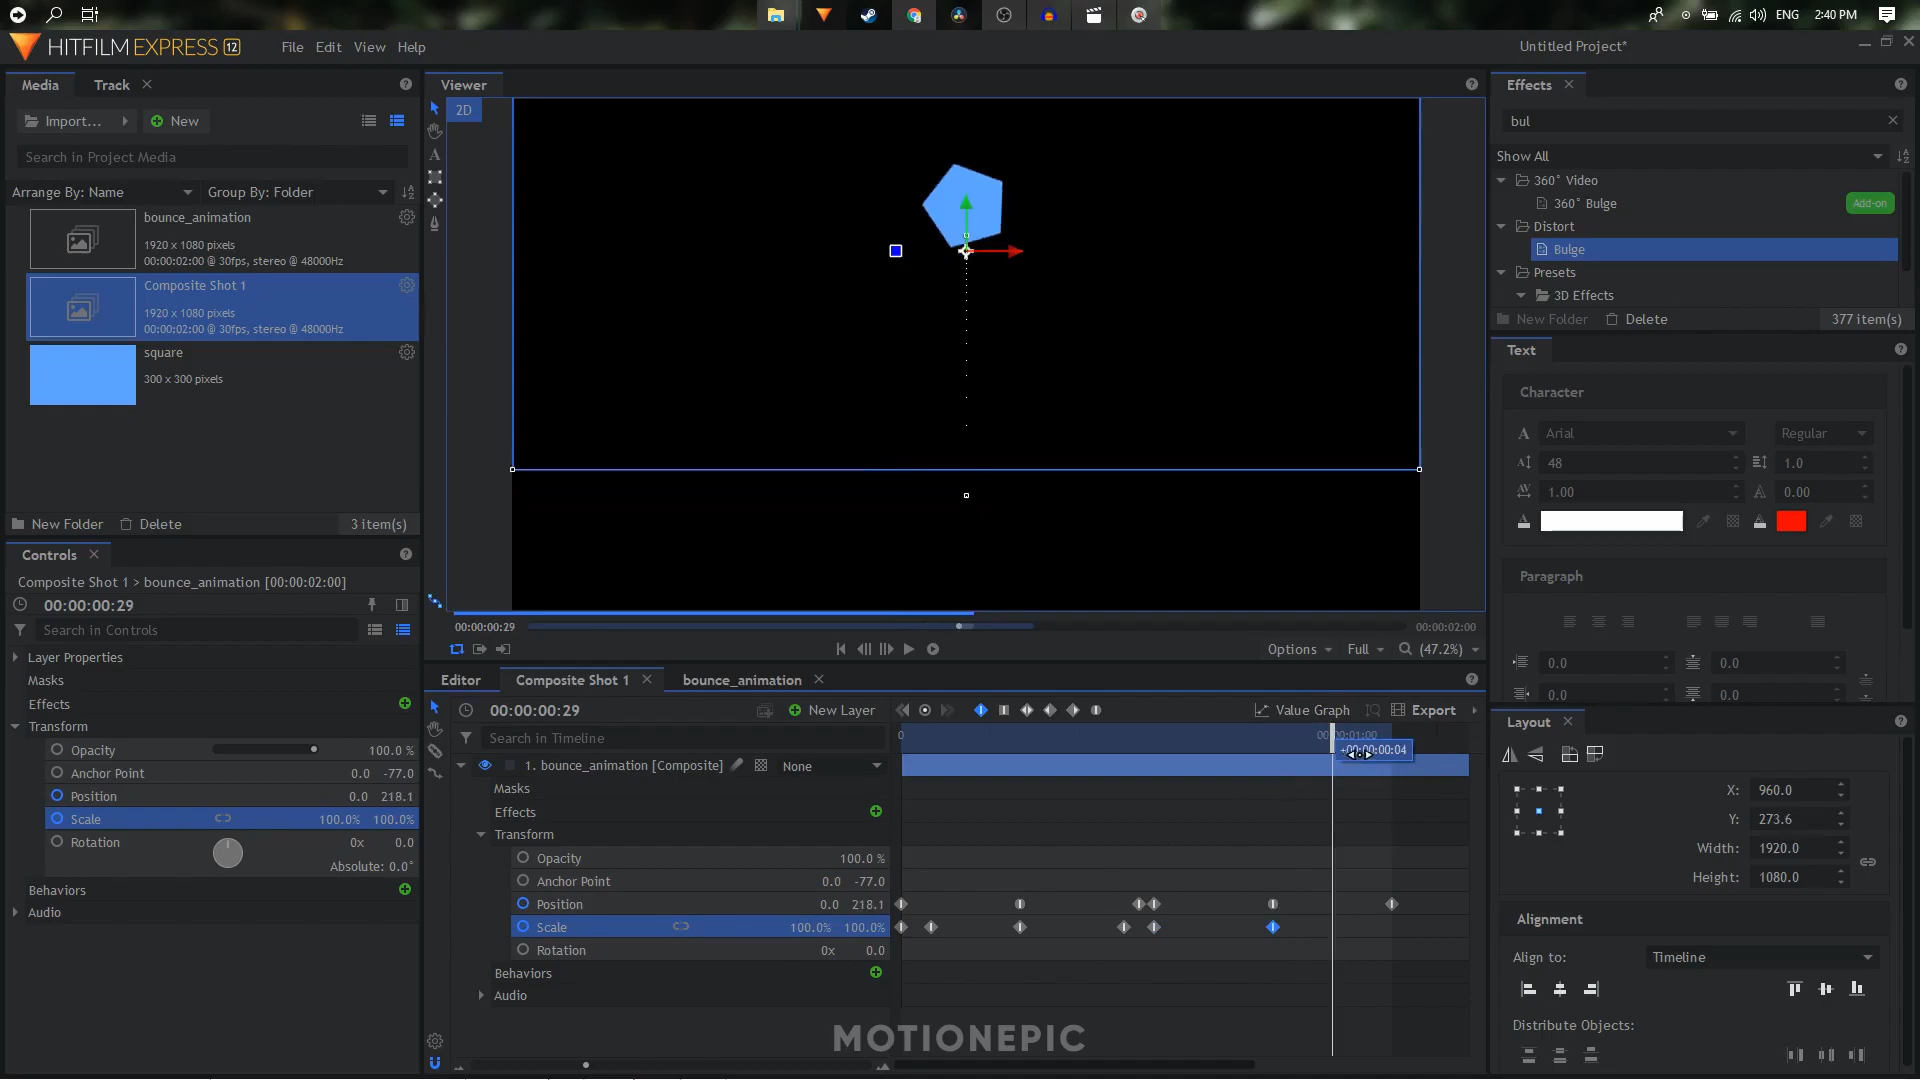 ENG
2:40 PM
HITFILM EXPRESS 12
File Edit View Help
Untitled Project*
Media
Track
Import...
New
Search in Project Media
Arrange By: Name
Group By: Folder
bounce_animation
1920 x 1080 pixels
00:00:02:00 @ 30fps, stereo @ 48000Hz
Composite Shot 1
1920 x 1080 pixels
00:00:02:00 @ 30fps, stereo @ 48000Hz
square
300 x 300 pixels
New Folder
Delete
3 item(s)
Controls
Composite Shot 1 > bounce_animation [00:00:02:00]
00:00:00:29
Search in Controls
Layer Properties
Masks
Effects
Transform
Opacity 100.0 %
Anchor Point 0.0 -77.0
Position 0.0 218.1
Scale 100.0% 100.0%
Rotation 0x 0.0
Absolute: 0.0°
Behaviors
Audio
Viewer
2D
00:00:00:29
00:00:02:00
Options
Full
(47.2%)
Editor
Composite Shot 1
bounce_animation
00:00:00:29
New Layer
Value Graph
Export
Search in Timeline
0
+00:00:00:04
1. bounce_animation [Composite]
None
Masks
Effects
Transform
Opacity 100.0 %
Anchor Point 0.0 -77.0
Position 0.0 218.1
Scale 100.0% 100.0%
Rotation 0x 0.0
Behaviors
Audio
MOTIONEPIC
Effects
bul
Show All
360° Video
360° Bulge
Add-on
Distort
Bulge
Presets
3D Effects
New Folder
Delete
377 item(s)
Text
Character
Arial
Regular
48
1.0
1.00
0.00
Paragraph
0.0
0.0
0.0
0.0
Layout
X: 960.0
Y: 273.6
Width: 1920.0
Height: 1080.0
Alignment
Align to: Timeline
Distribute Objects: